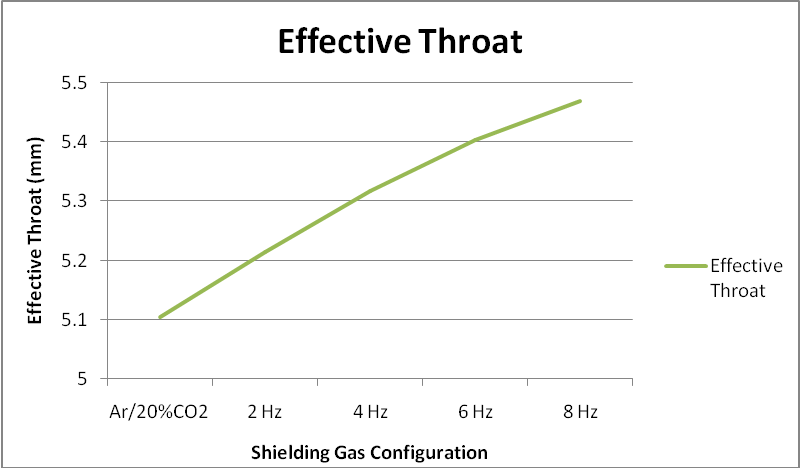 Effective Throat
5.5
5.4
5.3
5.2
5.1
5
Effective Throat (mm)
Ar/20%CO2 2 Hz 4 Hz 6 Hz 8 Hz
Shielding Gas Configuration
Effective
Throat